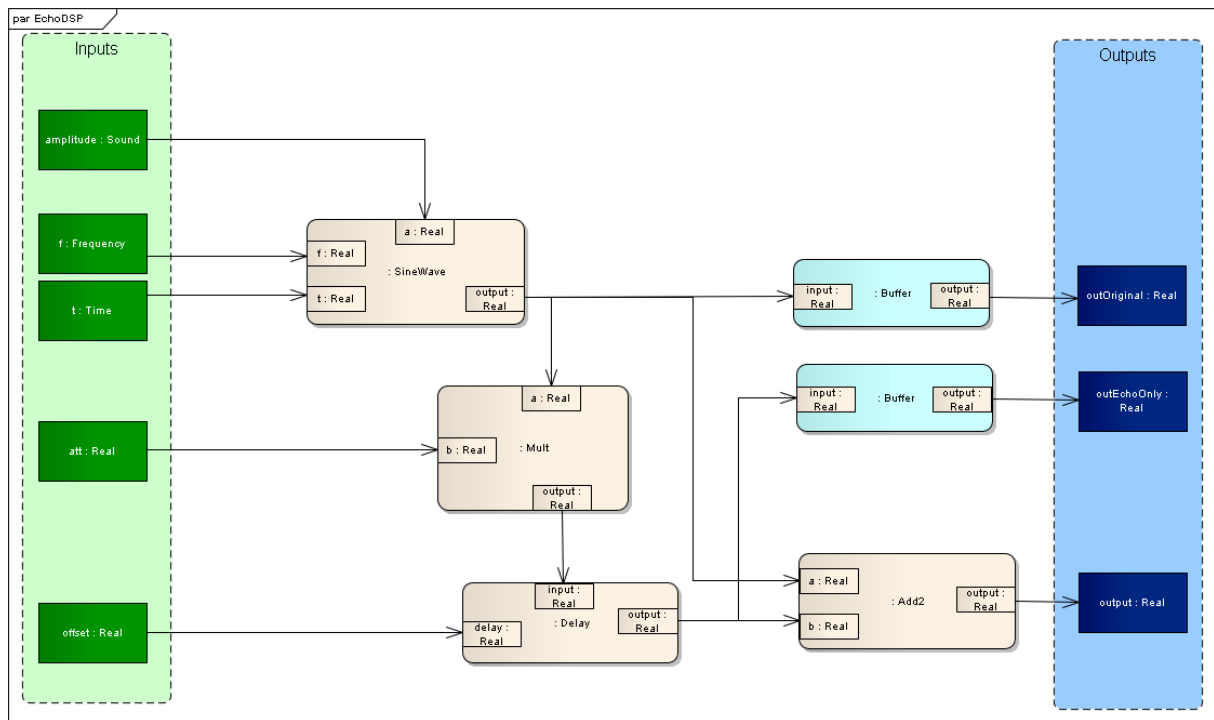 par EchoDSP
Inputs
Outputs
amplitude : Sound
f : Frequency
t : Time
att : Real
offset : Real
a : Real
f : Real
: SineWave
t : Real
output :
Real
a : Real
b : Real
: Mult
output :
Real
input :
Real
: Delay
delay :
Real
output :
Real
input :
Real
: Buffer
output :
Real
input :
Real
: Buffer
output :
Real
a : Real
: Add2
b : Real
output :
Real
outOriginal : Real
outEchoOnly :
Real
output : Real